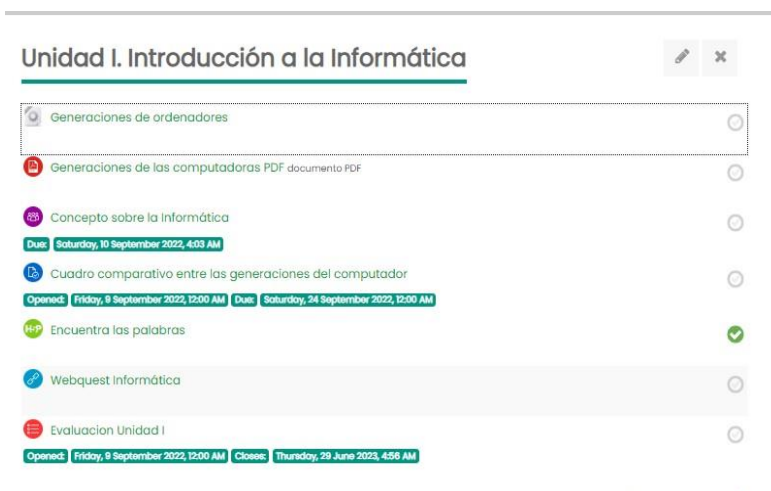 Unidad I. Introducción a la Informática
Generaciones de ordenadores
Generaciones de las computadoras PDF documento PDF
Concepto sobre la Informática
Due: Saturday, 10 September 2022, 4:03 AM
Cuadro comparativo entre las generaciones del computador
Opened: Friday, 9 September 2022, 12:00 AM Due: Saturday, 24 September 2022, 12:00 AM
H-P Encuentra las palabras
Webquest Informática
Evaluacion Unidad I
Opened: Friday, 9 September 2022, 12:00 AM Closes: Thursday, 29 June 2023, 4:56 AM